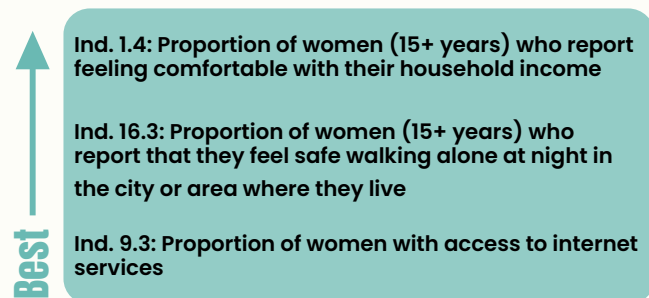 Ind. 1.4: Proportion of women (15+ years) who report
feeling comfortable with their household income
Ind. 16.3: Proportion of women (15+ years) who
report that they feel safe walking alone at night in
the city or area where they live
Ind. 9.3: Proportion of women with access to internet
services
Best